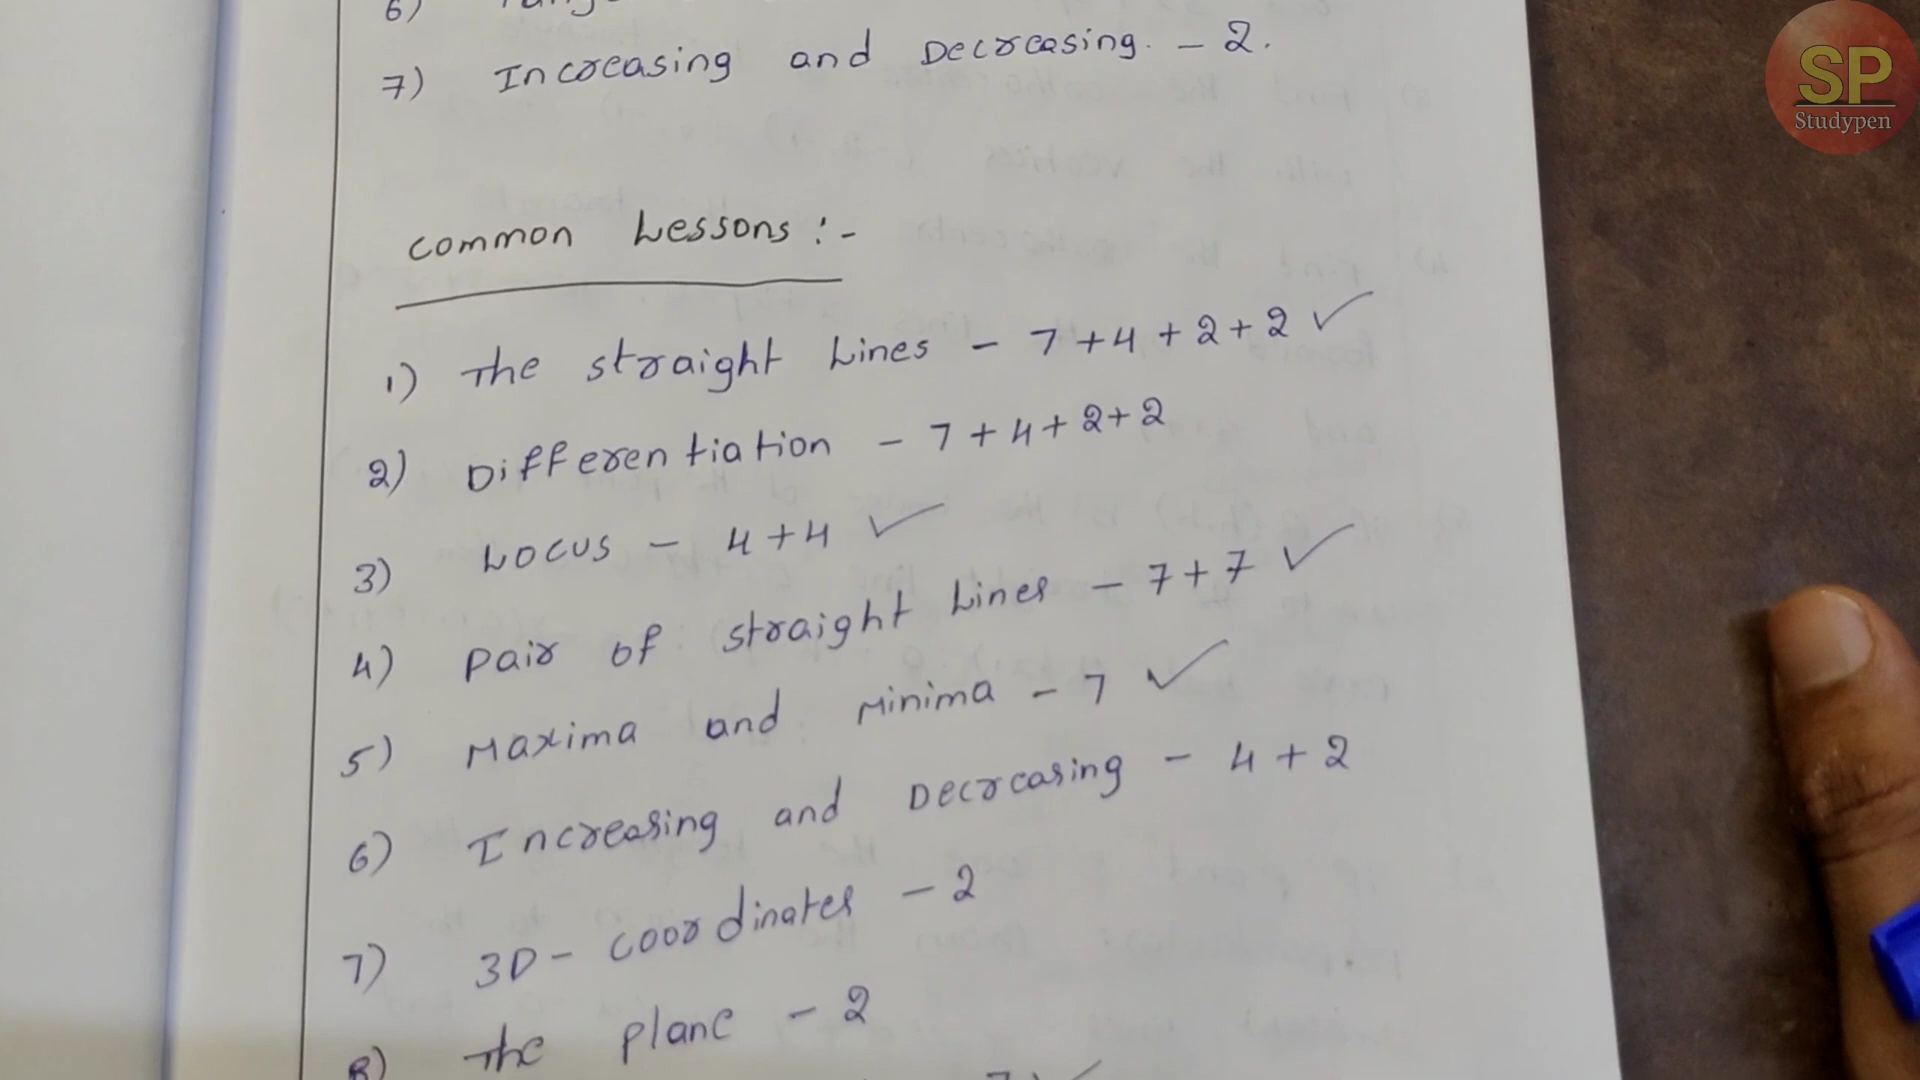 6)
7) Increasing and Decreasing. - 2.
SP
Studypen
Common Lessons :-
1) The straight Lines - 7+4+2+2 ✓
2) Differentiation - 7+4+2+2
3) Locus - 4+4 ✓
4) Pair of straight Lines - 7+7 ✓
5) Maxima and Minima - 7 ✓
6) Increasing and Decreasing - 4+2
7) 3D-coordinates - 2
8) The plane - 2